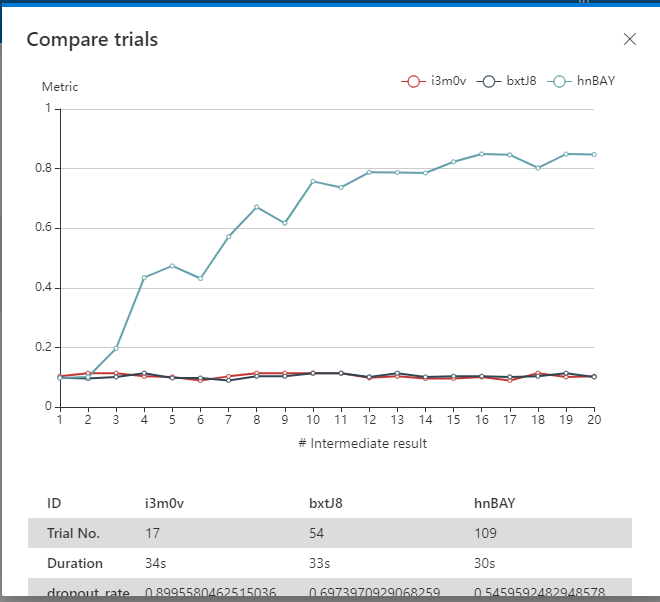 Compare trials
Metric
i3m0v bxtJ8 hnBAY
1
0.8
0.6
0.4
0.2
0
1 2 3 4 5 6 7 8 9 10 11 12 13 14 15 16 17 18 19 20
# Intermediate result
ID i3m0v bxtJ8 hnBAY
Trial No. 17 54 109
Duration 34s 33s 30s
dropout_rate 0.8995580462515036 0.6973970929068259 0.5459592482948578